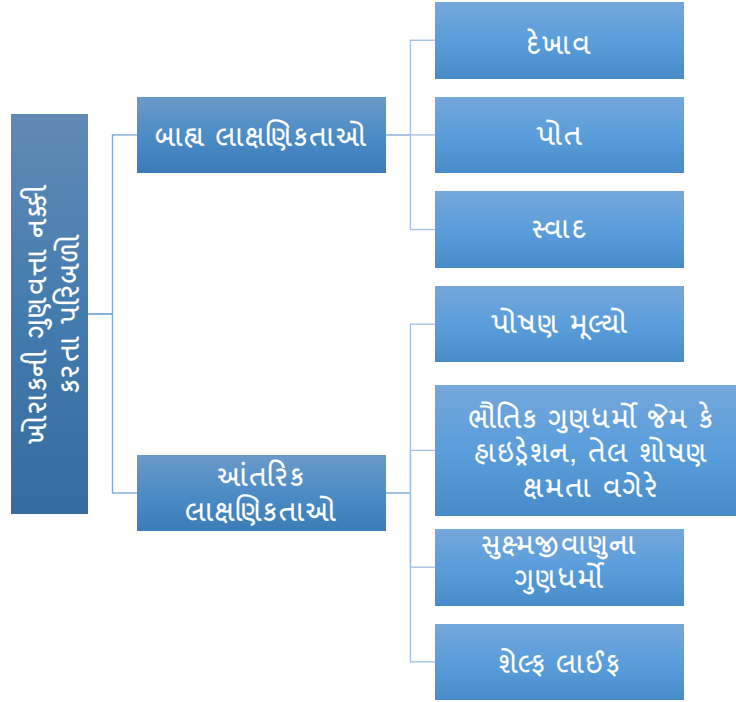 ખોરાકની ગુણવત્તા નક્કી
કરતા પરિબળો
બાહ્ય લાક્ષણિકતાઓ
દેખાવ
પોત
સ્વાદ
આંતરિક
લાક્ષણિકતાઓ
પોષણ મૂલ્યો
ભૌતિક ગુણધર્મો જેમ કે
હાઇડ્રેશન, તેલ શોષણ
ક્ષમતા વગેરે
સુક્ષ્મજીવાણુના
ગુણધર્મો
શેલ્ફ લાઈફ